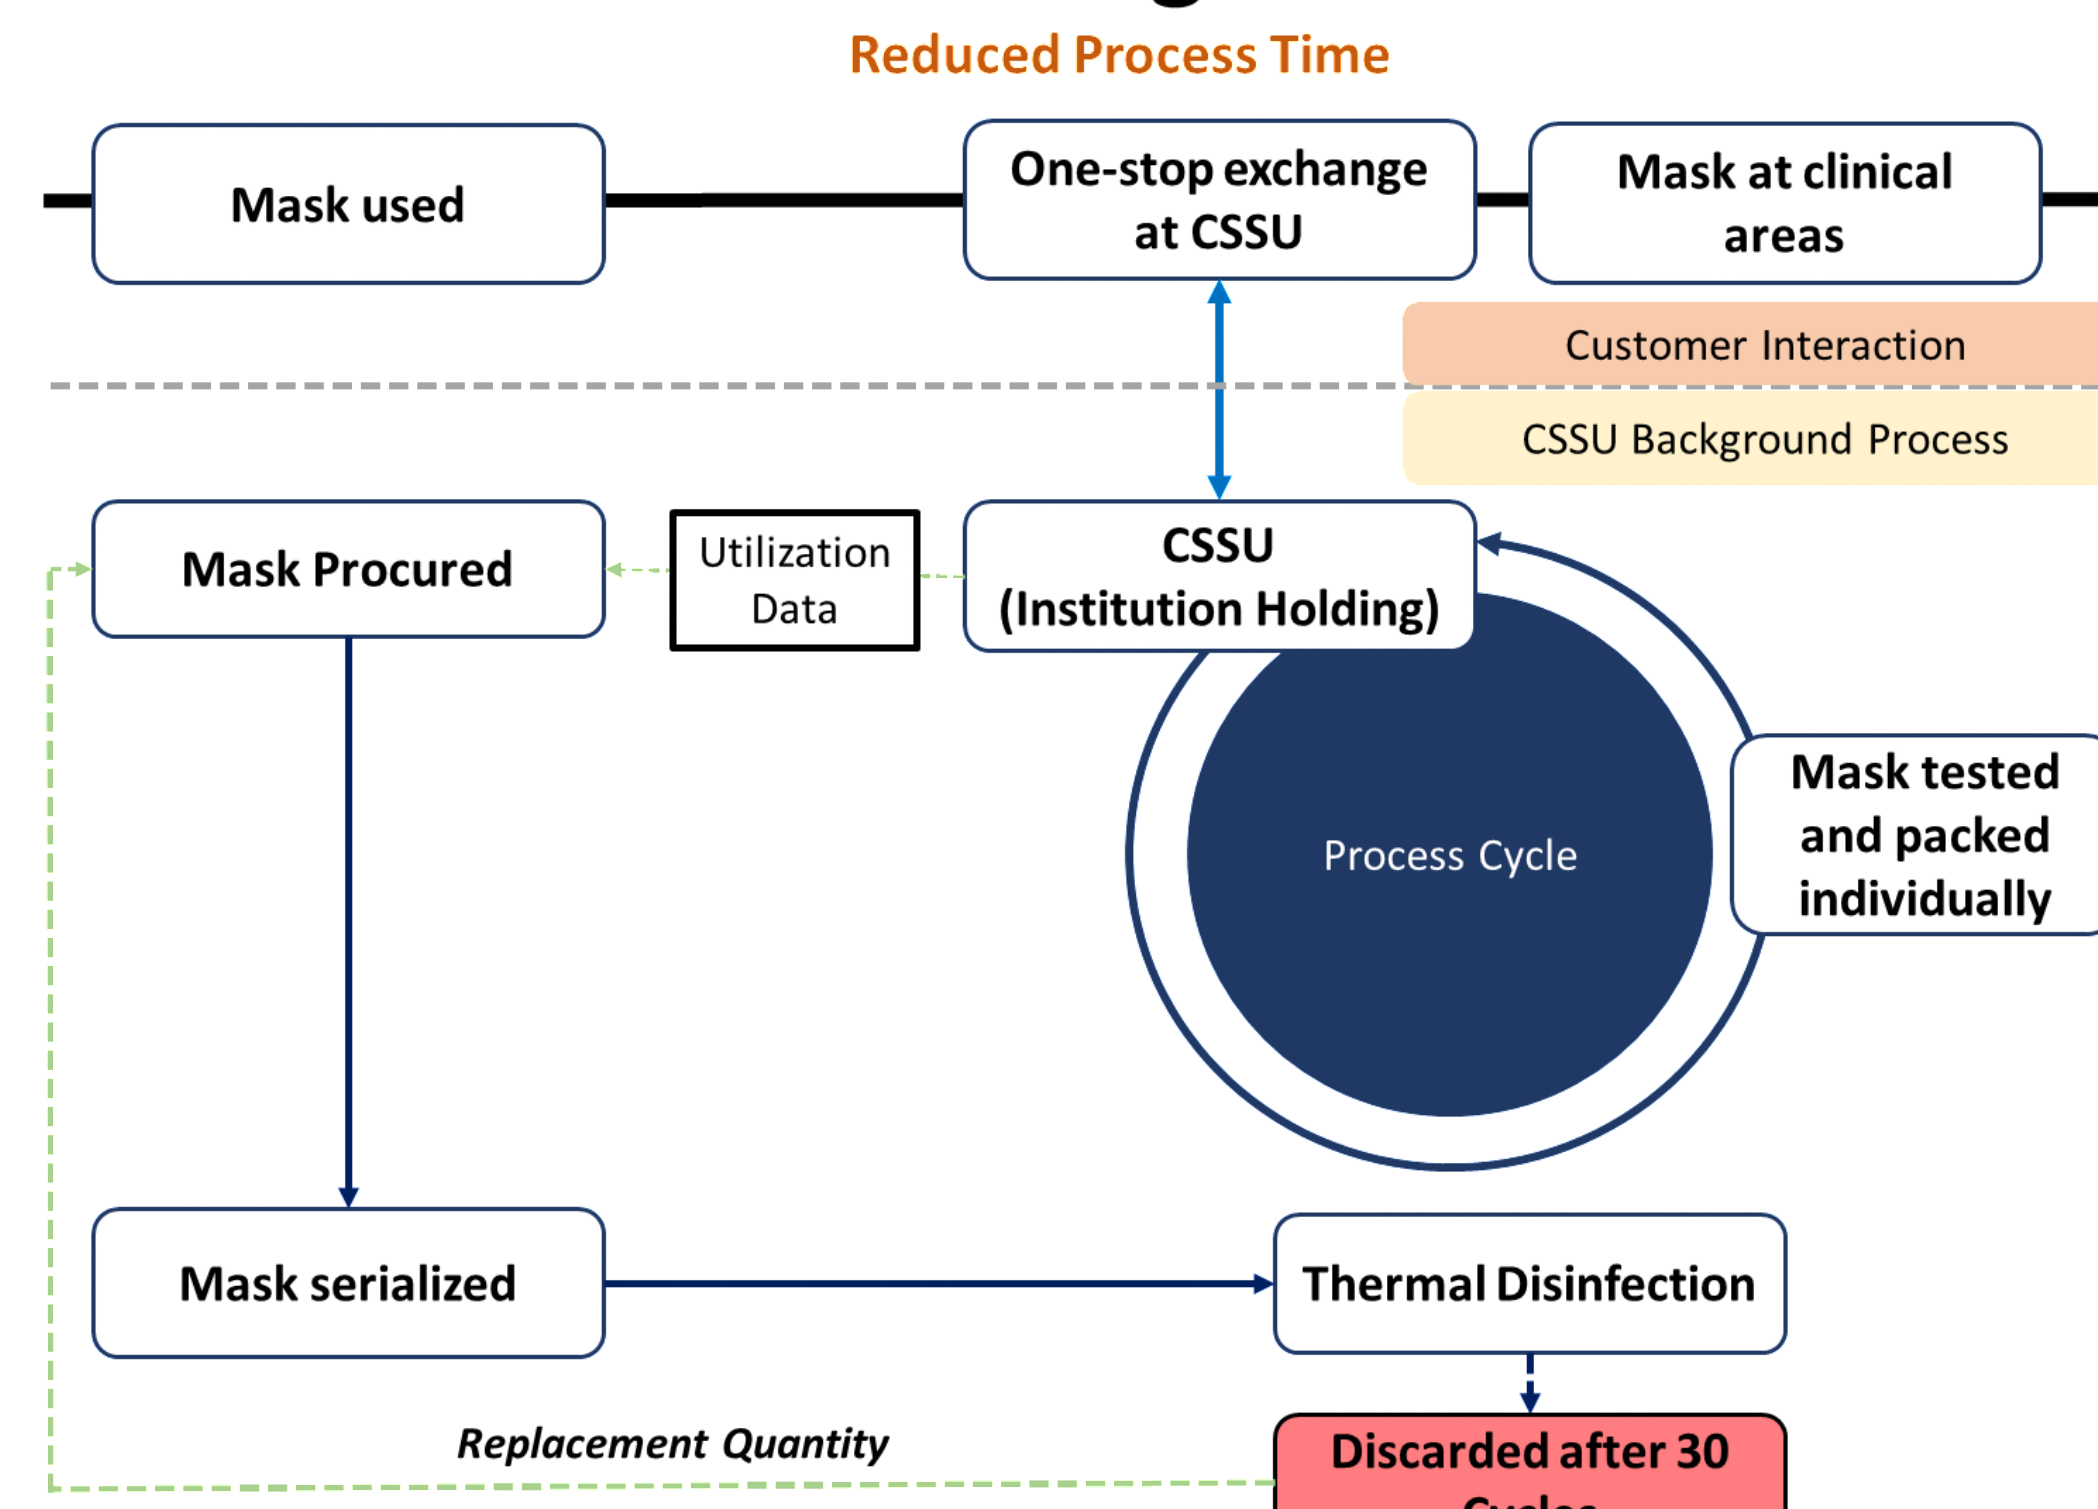 Reduced Process Time
Mask used
One-stop exchange
at CSSU
Mask at clinical
areas
Customer Interaction
CSSU Background Process
Mask Procured
Utilization
Data
CSSU
(Institution Holding)
Mask tested
and packed
individually
Process Cycle
Mask serialized
Thermal Disinfection
Replacement Quantity
Discarded after 30
Cycles